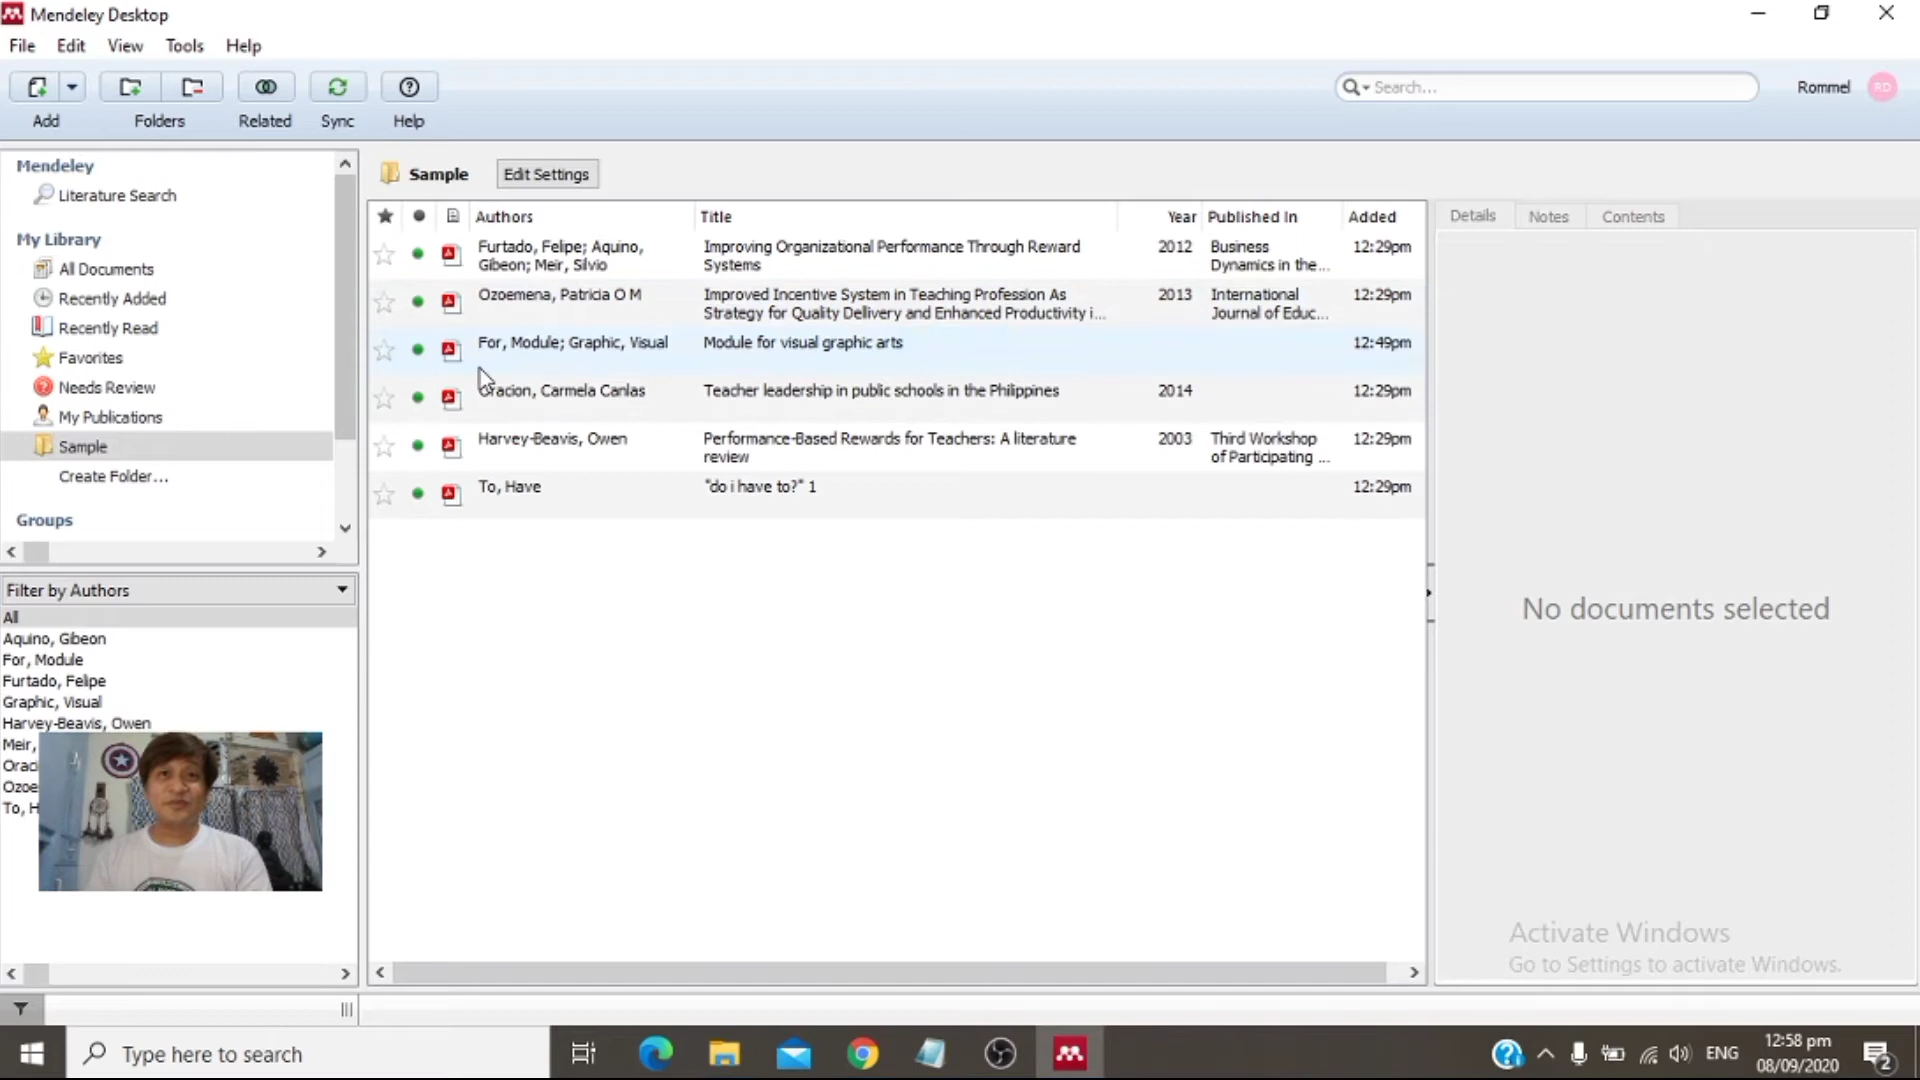 Mendeley Desktop
File Edit View Tools Help
Add Folders Related Sync Help
Search...
Rommel RD
Mendeley
Literature Search
My Library
All Documents
Recently Added
Recently Read
Favorites
Needs Review
My Publications
Sample
Create Folder...
Groups
Filter by Authors
All
Aquino, Gibeon
For, Module
Furtado, Felipe
Graphic, Visual
Harvey-Beavis, Owen
Meir,
Oraci
Ozoe
To, H
Sample Edit Settings
Authors Title Year Published In Added
Furtado, Felipe; Aquino, Improving Organizational Performance Through Reward 2012 Business 12:29pm
Gibeon; Meir, Silvio Systems Dynamics in the...
Ozoemena, Patricia O M Improved Incentive System in Teaching Profession As 2013 International 12:29pm
Strategy for Quality Dellivery and Enhanced Productivity i... Journal of Educ...
For, Module; Graphic, Visual Module for visual graphic arts 12:49pm
Oracion, Carmela Canlas Teacher leadership in public schools in the Philippines 2014 12:29pm
Harvey-Beavis, Owen Performance-Based Rewards for Teachers: A literature 2003 Third Workshop 12:29pm
review of Participating ...
To, Have "do i have to?" 1 12:29pm
Details Notes Contents
No documents selected
Activate Windows
Go to Settings to activate Windows.
Type here to search
ENG
12:58 pm
08/09/2020
2